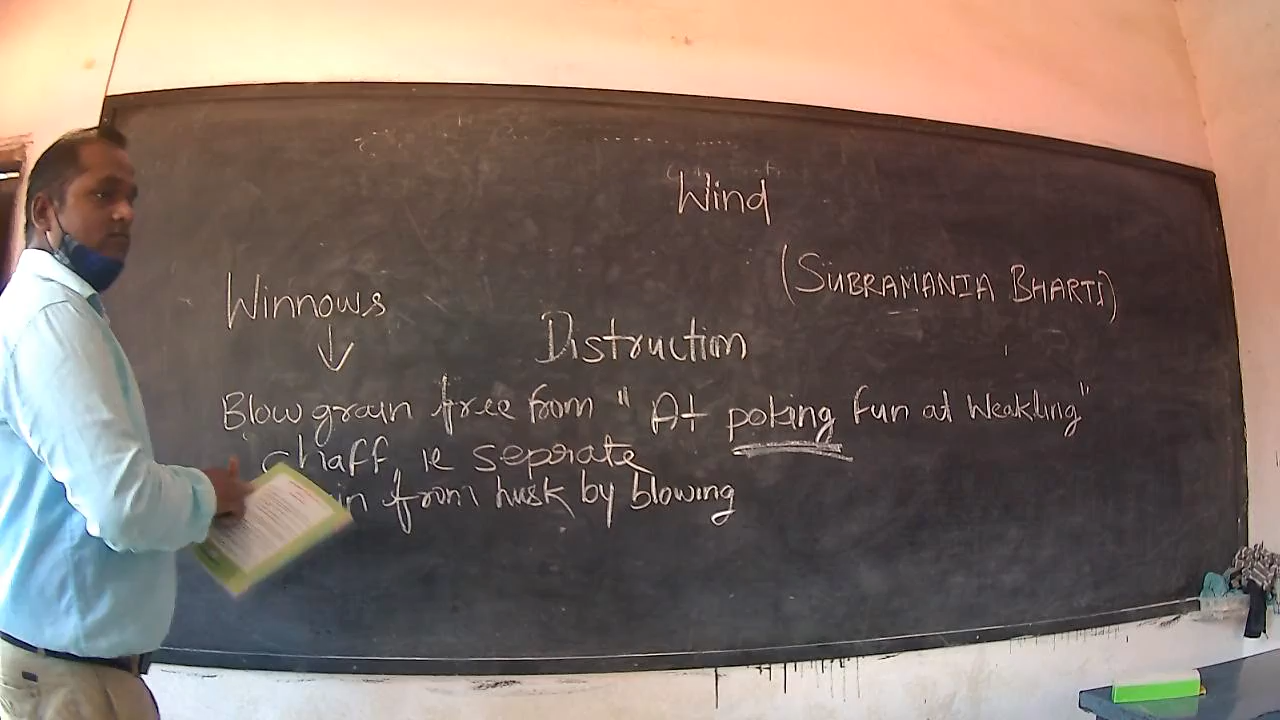 Wind
(SUBRAMANIA BHARTI)
Winnows
Distruction
Blow grain free from "At poking fun at Weakling"
chaff, ie seprate
in from husk by blowing